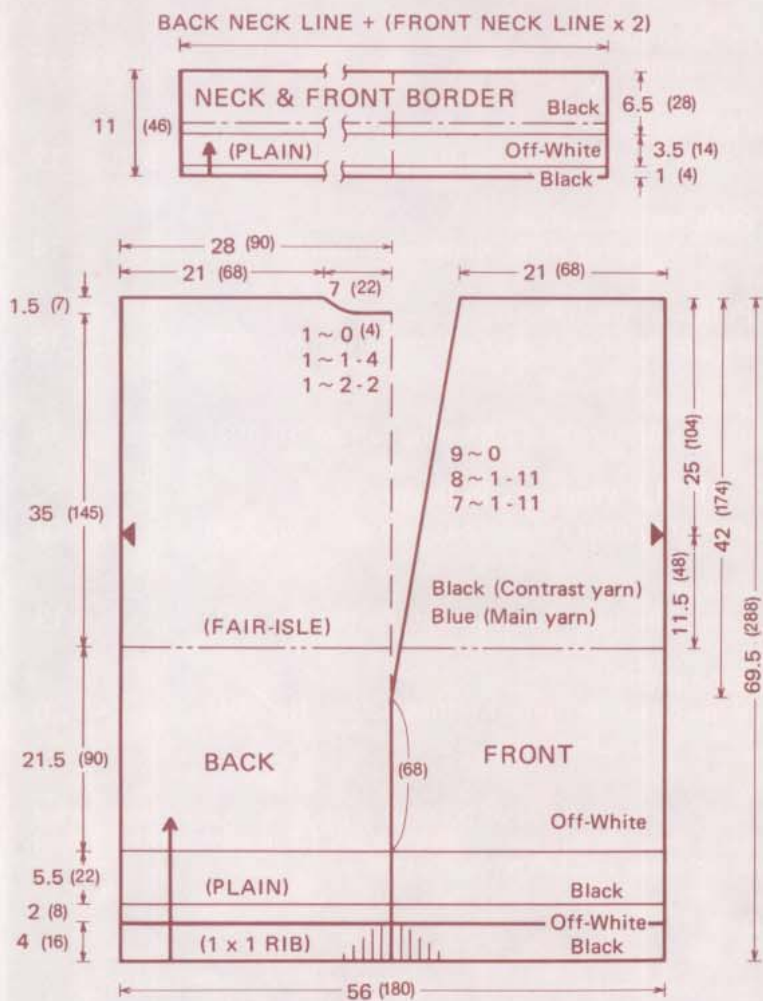 BACK NECK LINE + (FRONT NECK LINE x 2)
NECK & FRONT BORDER
Black
6.5 (28)
11 (46)
(PLAIN)
Off-White
3.5 (14)
Black
1 (4)
28 (90)
21 (68)
7 (22)
21 (68)
1.5 (7)
1 ~ 0 (4)
1 ~ 1 - 4
1 ~ 2 - 2
9 ~ 0
8 ~ 1 - 11
7 ~ 1 - 11
25 (104)
42 (174)
35 (145)
11.5 (48)
69.5 (288)
Black (Contrast yarn)
Blue (Main yarn)
(FAIR-ISLE)
21.5 (90)
BACK
(68)
FRONT
Off-White
5.5 (22)
(PLAIN)
Black
2 (8)
Off-White
4 (16)
(1 x 1 RIB)
Black
56 (180)